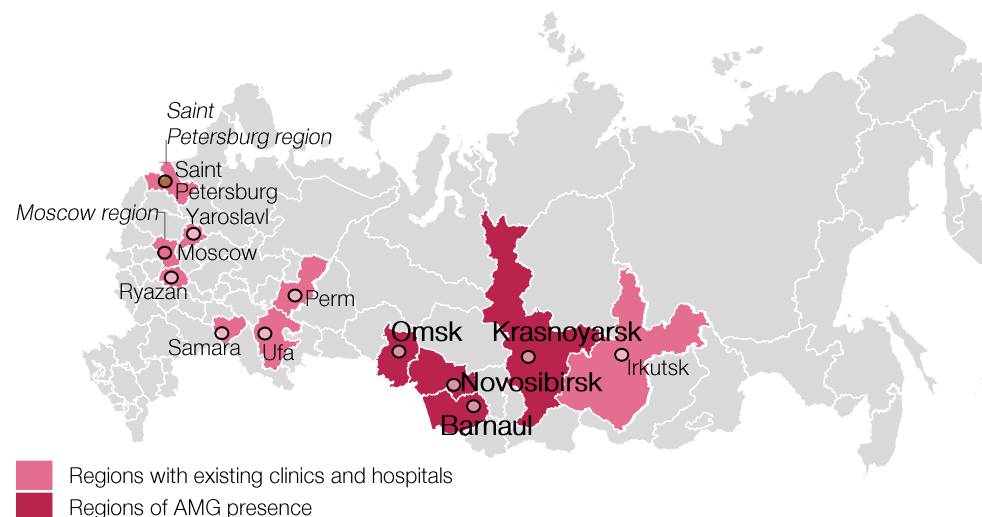 Saint
Petersburg region
Saint
Petersburg
Moscow region
Yaroslavl
Moscow
Ryazan
Perm
Samara
Ufa
Omsk
Krasnoyarsk
Irkutsk
Novosibirsk
Barnaul
Regions with existing clinics and hospitals
Regions of AMG presence